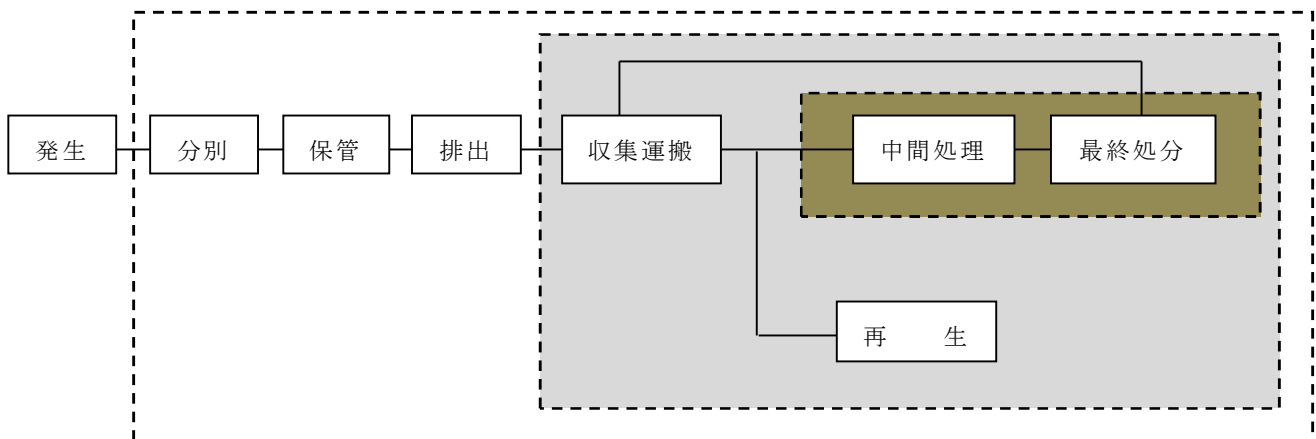 発生
分別
保管
排出
収集運搬
中間処理
最終処分
再　　生